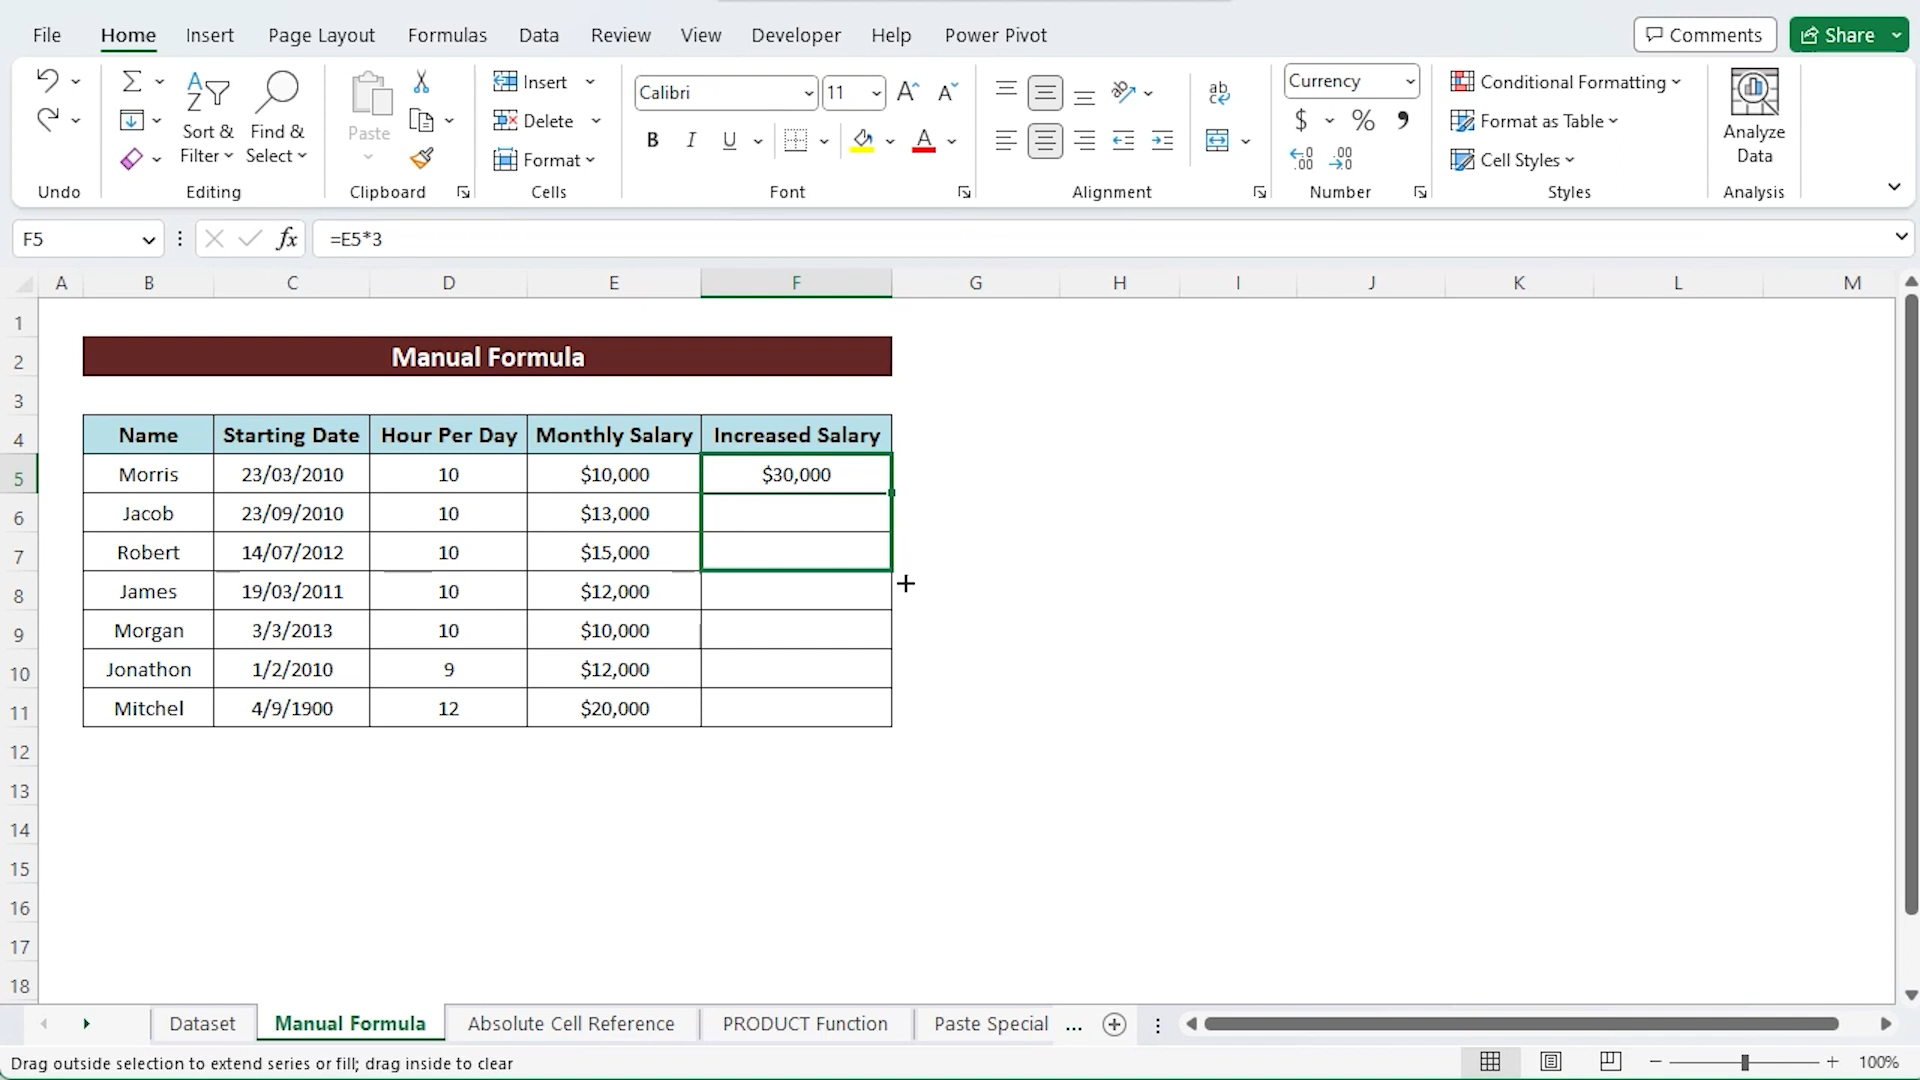 File Home Insert Page Layout Formulas Data Review View Developer Help Power Pivot Comments Share
Sort & Filter
Find & Select
Undo
Editing
Paste
Clipboard
Insert
Delete
Format
Cells
Calibri 11
B I U A
Font
ab
Alignment
Currency
$ % 9
Number
Conditional Formatting
Format as Table
Cell Styles
Styles
Analyze Data
Analysis
F5 fx =E5*3
A B C D E F G H I J K L M
1
2 Manual Formula
3
4 Name Starting Date Hour Per Day Monthly Salary Increased Salary
5 Morris 23/03/2010 10 $10,000 $30,000
6 Jacob 23/09/2010 10 $13,000
7 Robert 14/07/2012 10 $15,000
8 James 19/03/2011 10 $12,000
9 Morgan 3/3/2013 10 $10,000
10 Jonathon 1/2/2010 9 $12,000
11 Mitchel 4/9/1900 12 $20,000
12
13
14
15
16
17
18
Dataset Manual Formula Absolute Cell Reference PRODUCT Function Paste Special ...
Drag outside selection to extend series or fill; drag inside to clear 100%